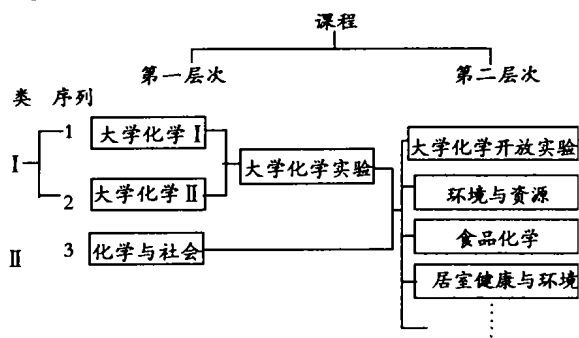 课程
第一层次 第二层次
类 序列
1 大学化学Ⅰ 大学化学开放实验
Ⅰ 大学化学实验
2 大学化学Ⅱ 环境与资源
食品化学
Ⅱ 3 化学与社会
居室健康与环境